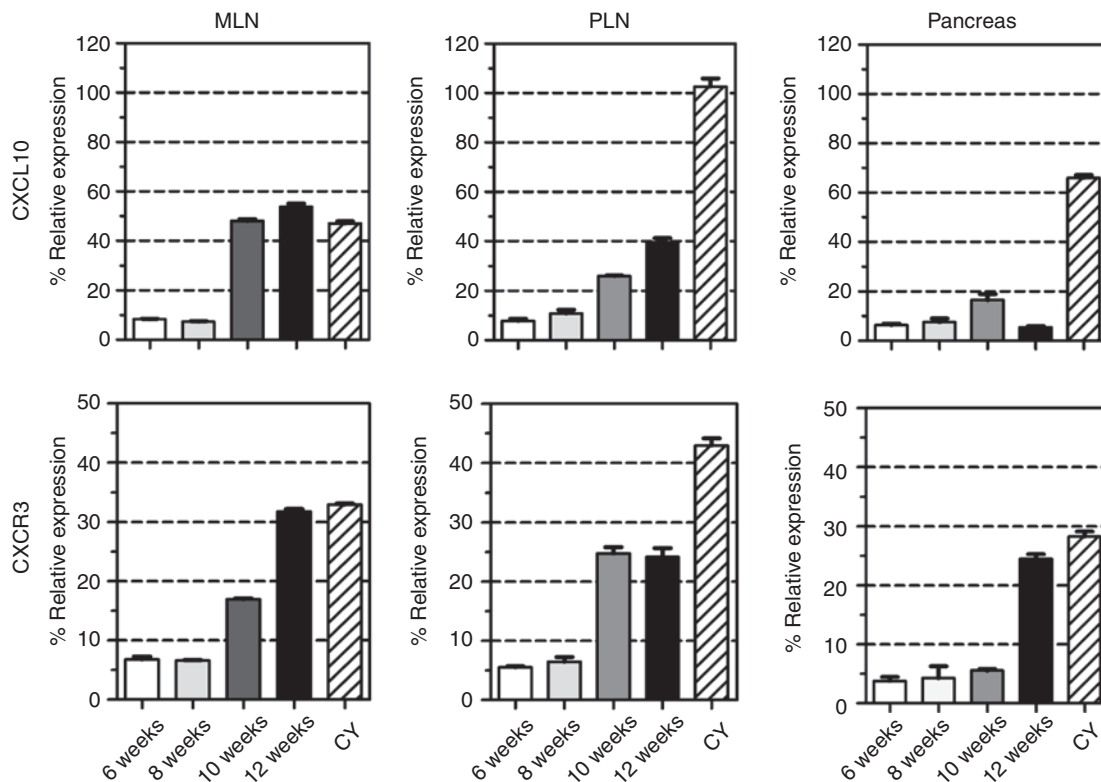 MLN
PLN
Pancreas
CXCL10
% Relative expression
120
100
80
60
40
20
0
% Relative expression
120
100
80
60
40
20
0
% Relative expression
120
100
80
60
40
20
0
CXCR3
% Relative expression
50
40
30
20
10
0
% Relative expression
50
40
30
20
10
0
% Relative expression
50
40
30
20
10
0
6 weeks
8 weeks
10 weeks
12 weeks
CY
6 weeks
8 weeks
10 weeks
12 weeks
CY
6 weeks
8 weeks
10 weeks
12 weeks
CY